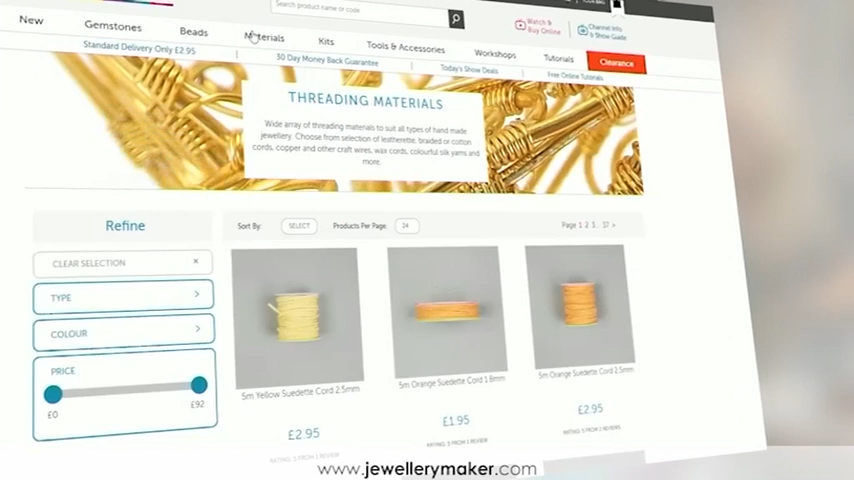 Search product name or code
Watch & Buy Online
Channel Info & Show Guide
New Gemstones Beads Materials Kits Tools & Accessories Workshops Tutorials Clearance
Standard Delivery Only £2.95 | 30 Day Money Back Guarantee | Today's Show Deals | Free Online Tutorials
THREADING MATERIALS
Wide array of threading materials to suit all types of hand made
jewellery. Choose from selection of leatherette, braided or cotton
cords, copper and other craft wires, wax cords, colourful silk yarns and
more.
Refine
Sort By: SELECT Products Per Page: 24 Page 1 2 3 . 37 >
CLEAR SELECTION ×
TYPE >
COLOUR >
PRICE
£0 £92
5m Yellow Suedette Cord 2.5mm
£2.95
RATING: 5 FROM 1 REVIEW
5m Orange Suedette Cord 1.8mm
£1.95
RATING: 5 FROM 1 REVIEW
5m Orange Suedette Cord 2.5mm
£2.95
RATING: 5 FROM 2 REVIEWS
www.jewellerymaker.com